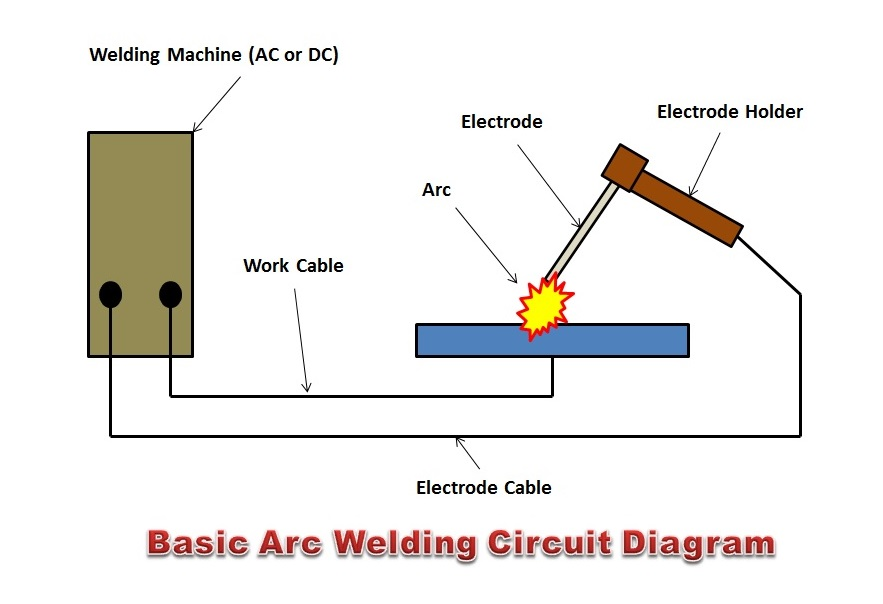 Welding Machine (AC or DC)
Electrode Holder
Electrode
Arc
Work Cable
Electrode Cable
Basic Arc Welding Circuit Diagram